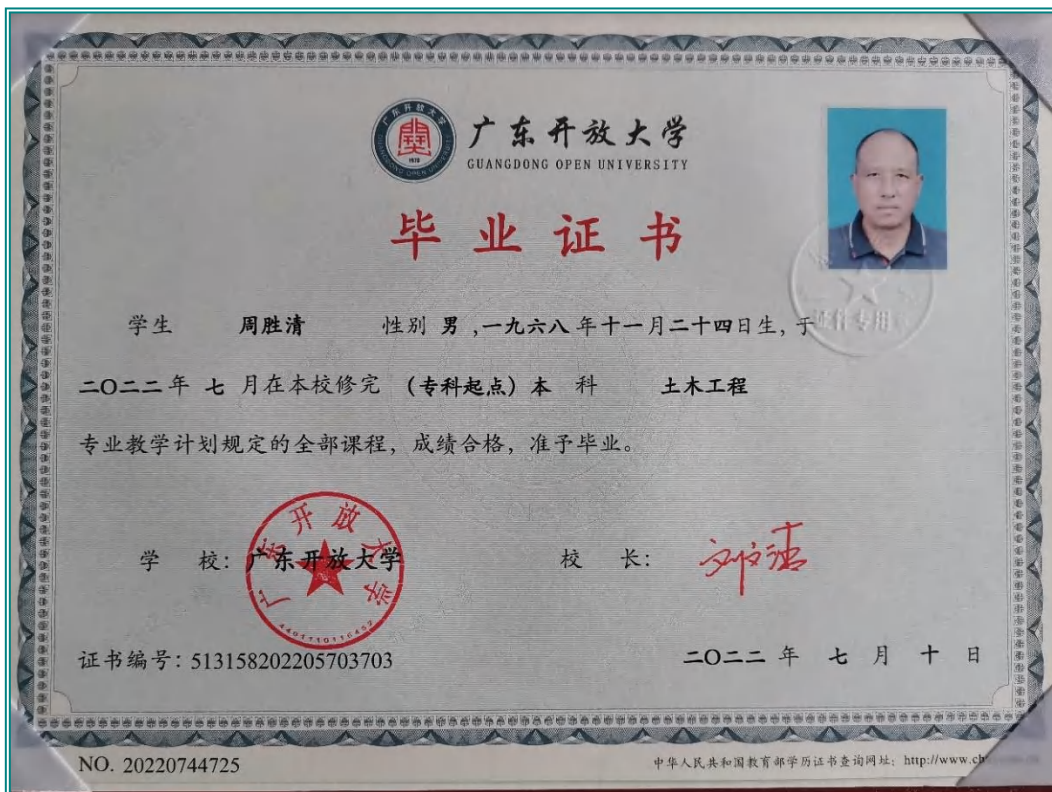 广东开放大学
GUANGDONG OPEN UNIVERSITY
毕业证书
学生 周胜清 性别 男 ,一九六八年十一月二十四日生,于
二〇二二年 七 月在本校修完 (专科起点)本 科 土木工程
专业教学计划规定的全部课程，成绩合格，准予毕业。
学 校: 广东开放大学 校 长:
广东开放大学
证书编号: 513158202205703703 二〇二二 年 七 月 十 日
NO. 20220744725 中华人民共和国教育部学历证书查询网址: http://www.ch